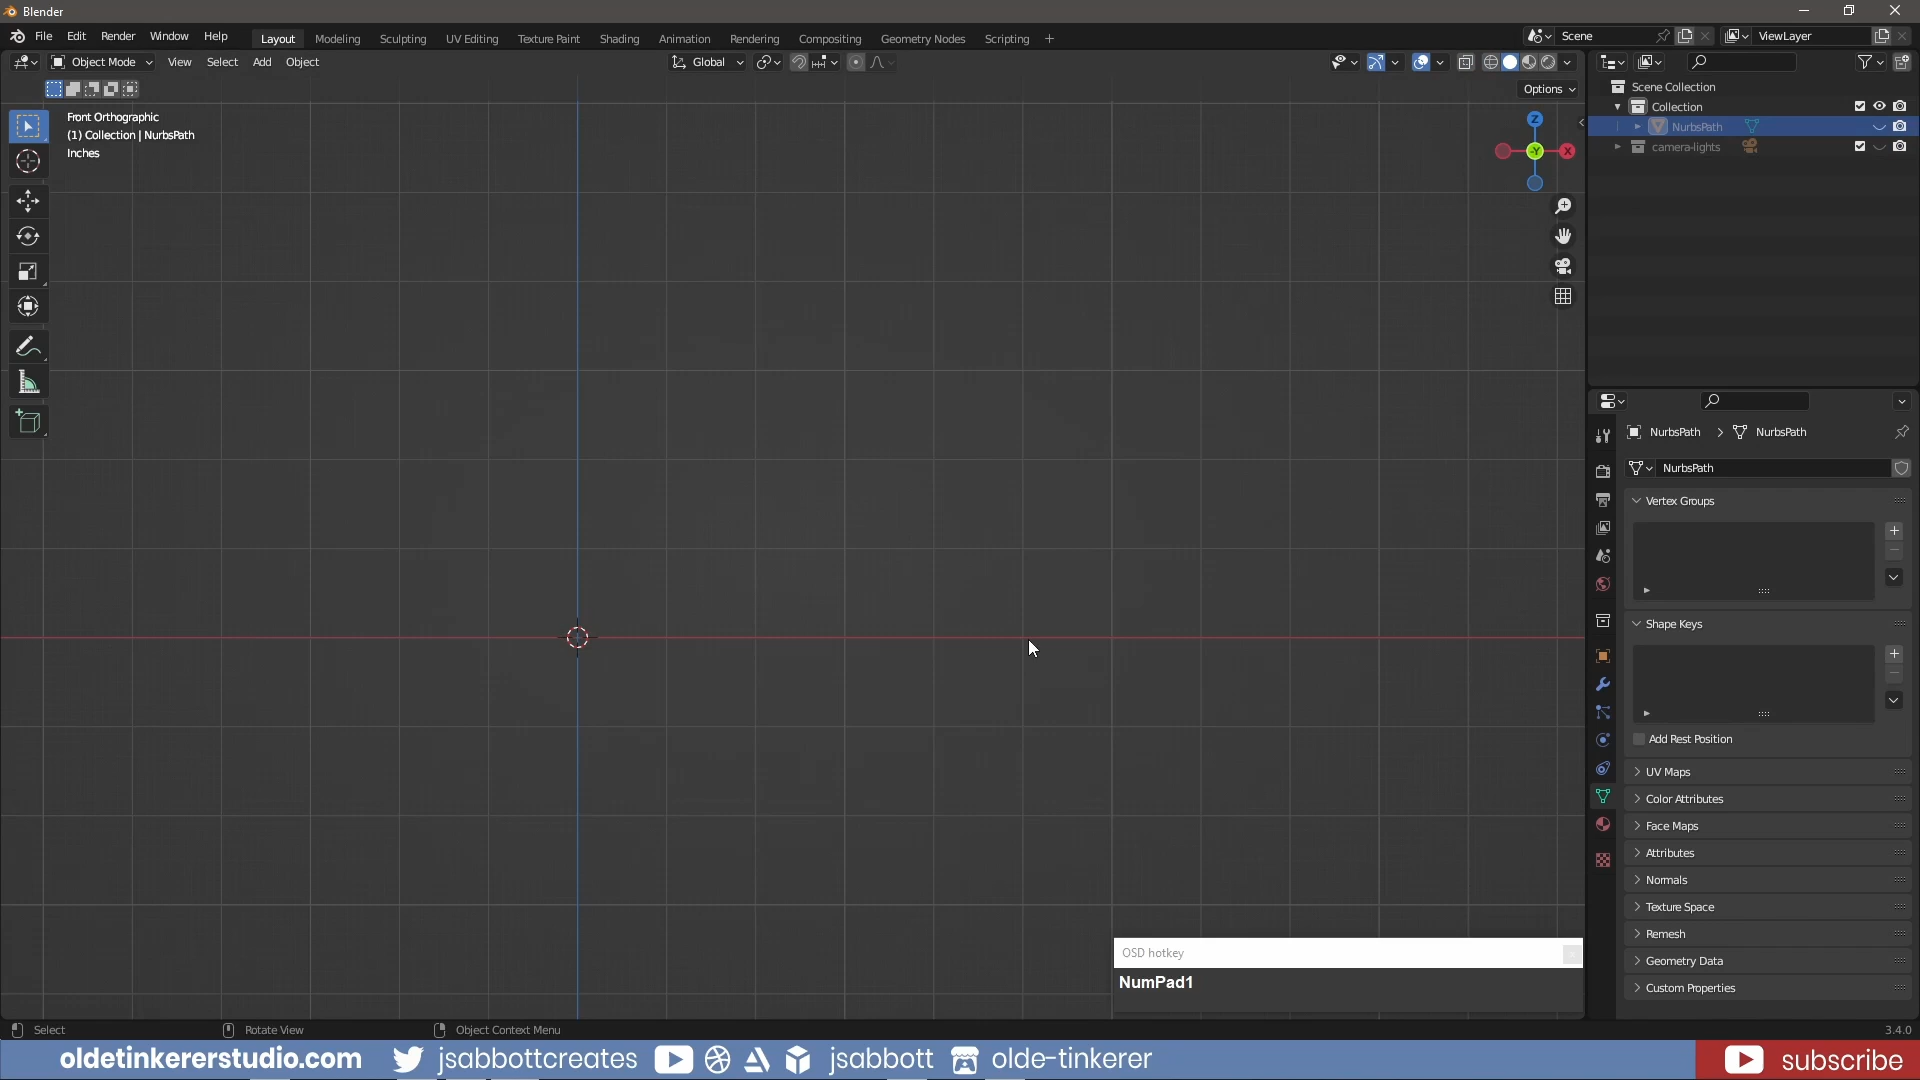 Blender
File Edit Render Window Help
Layout Modeling Sculpting UV Editing Texture Paint Shading Animation Rendering Compositing Geometry Nodes Scripting +
Scene
ViewLayer
Object Mode View Select Add Object
Global
Options
Front Orthographic
(1) Collection | NurbsPath
Inches
Z
-Y
X
Scene Collection
Collection
NurbsPath
camera-lights
NurbsPath > NurbsPath
NurbsPath
Vertex Groups
Shape Keys
Add Rest Position
UV Maps
Color Attributes
Face Maps
Attributes
Normals
Texture Space
Remesh
Geometry Data
Custom Properties
OSD hotkey
NumPad1
Select
Rotate View
Object Context Menu
3.4.0
oldetinkererstudio.com jsabbottcreates jsabbott olde-tinkerer subscribe